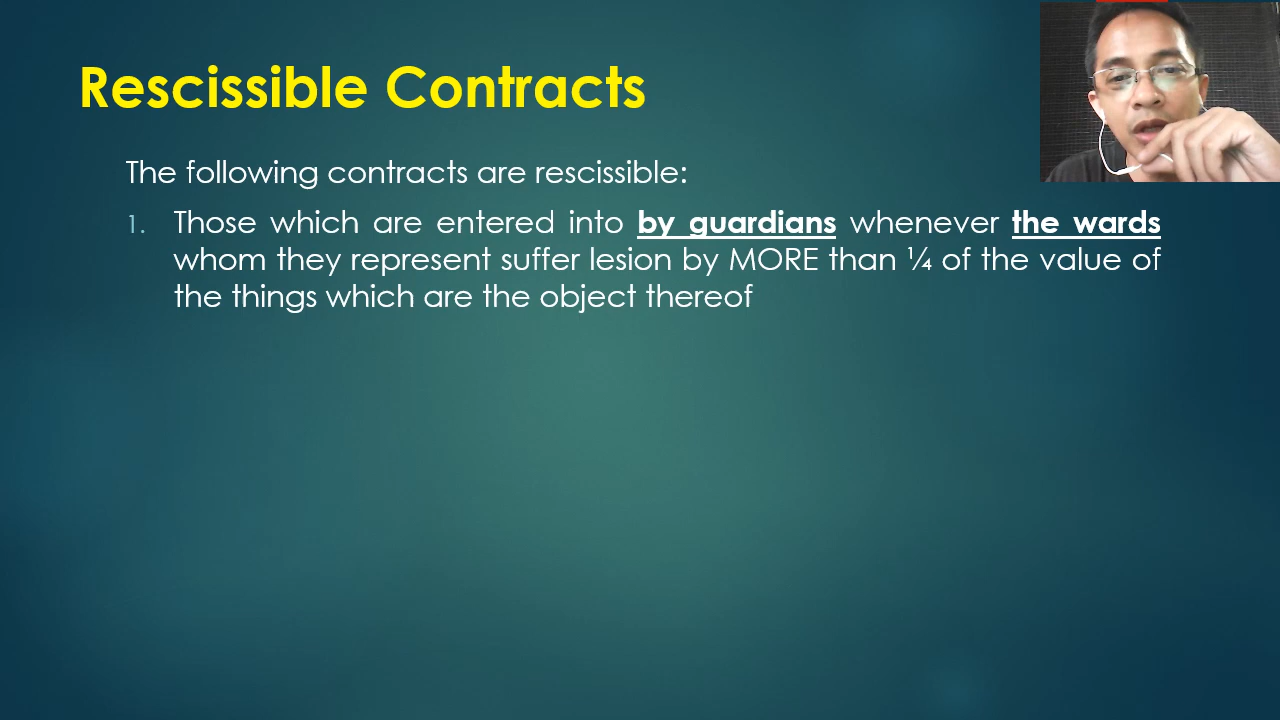 Rescissible Contracts
The following contracts are rescissible:
1. Those which are entered into by guardians whenever the wards
whom they represent suffer lesion by MORE than ¼ of the value of
the things which are the object thereof